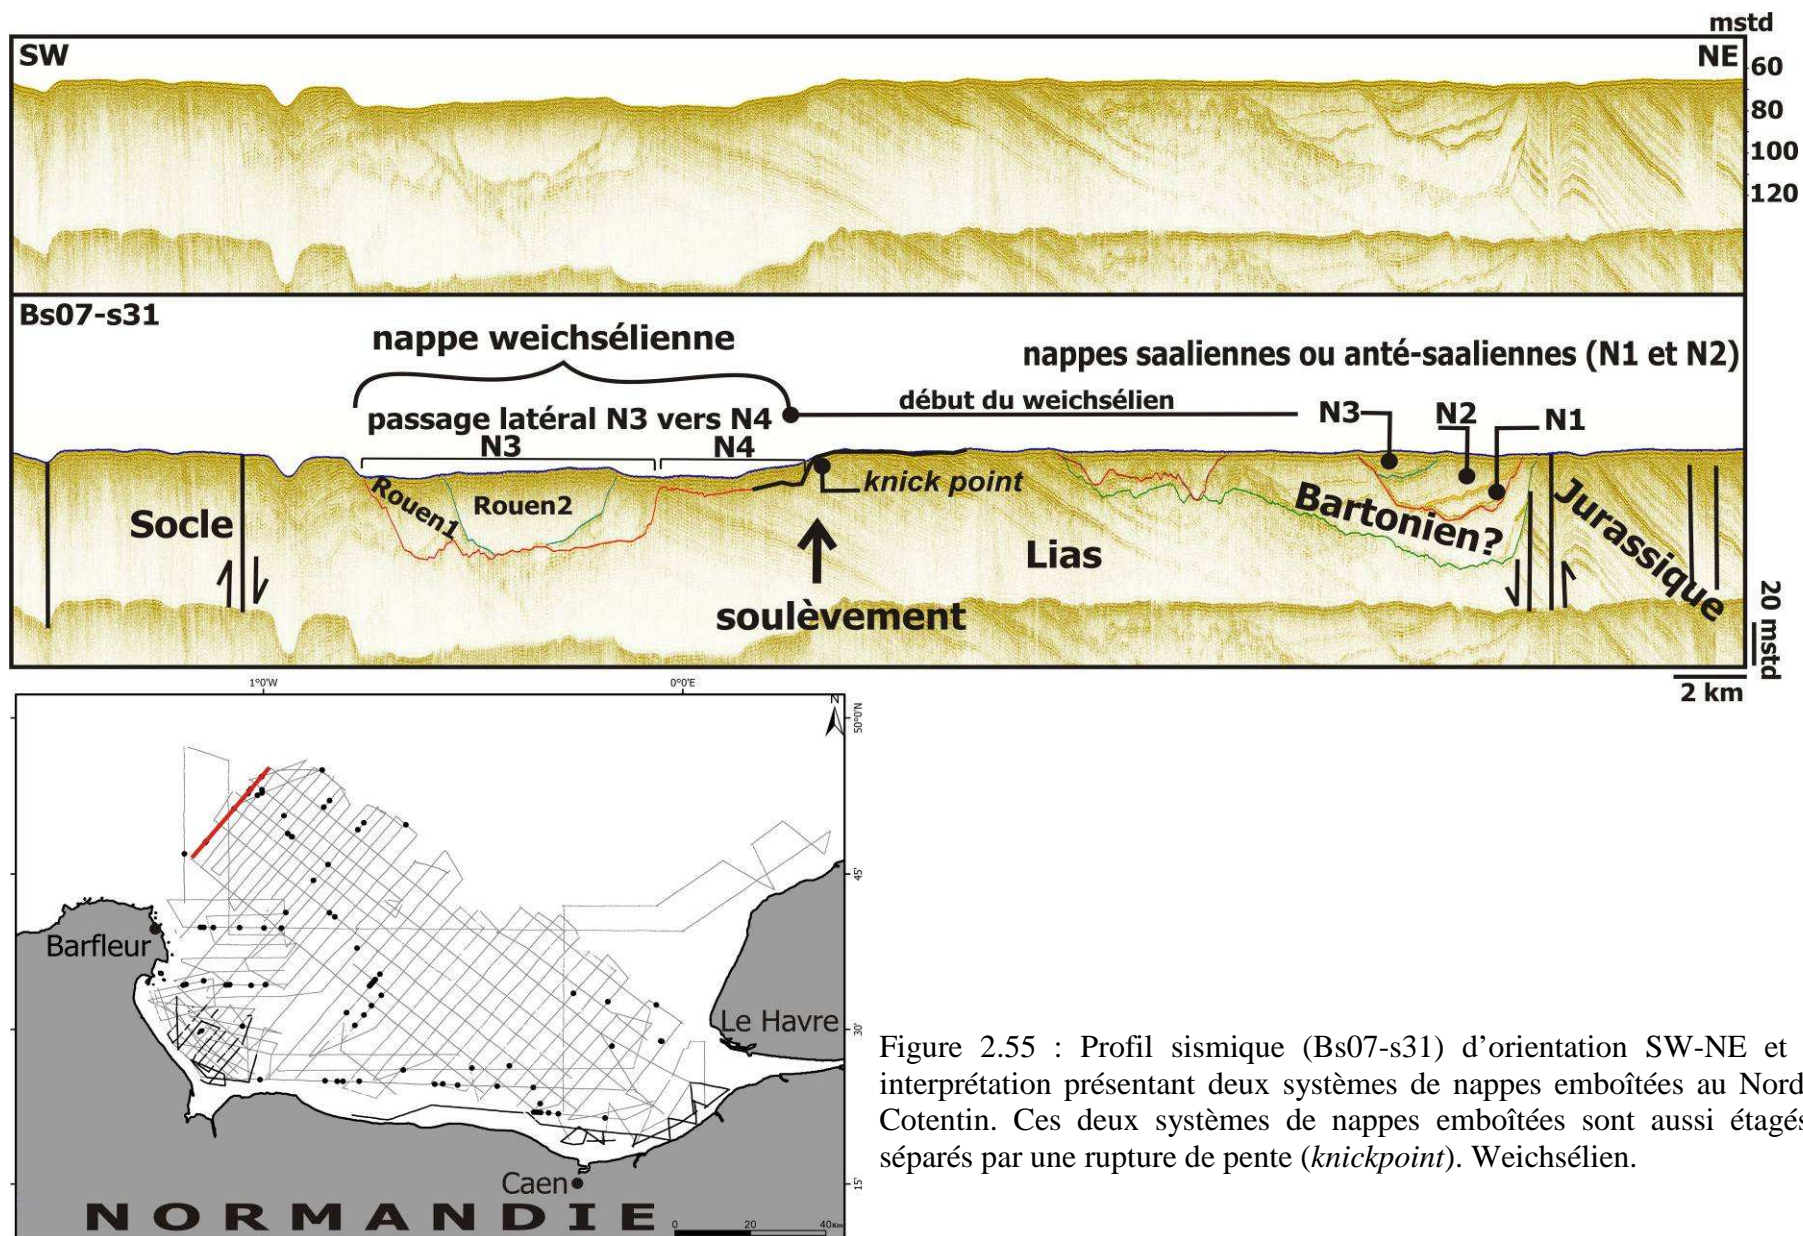 mstd
SW
NE
60
80
100
120
Bs07-s31
nappe weichsélienne
nappes saaliennes ou anté-saaliennes (N1 et N2)
début du weichsélien
passage latéral N3 vers N4
N3
N4
N3
N2
N1
knick point
Rouen1
Rouen2
Socle
Bartonien?
Jurassique
Lias
soulèvement
20 mstd
2 km
1°0'W
0°0'E
N
50°0'N
45'
Barfleur
Le Havre
30'
Caen
15'
NORMANDIE
0 20 40Km
Figure 2.55 : Profil sismique (Bs07-s31) d’orientation SW-NE et
interprétation présentant deux systèmes de nappes emboîtées au Nord
Cotentin. Ces deux systèmes de nappes emboîtées sont aussi étagés
séparés par une rupture de pente (knickpoint). Weichsélien.